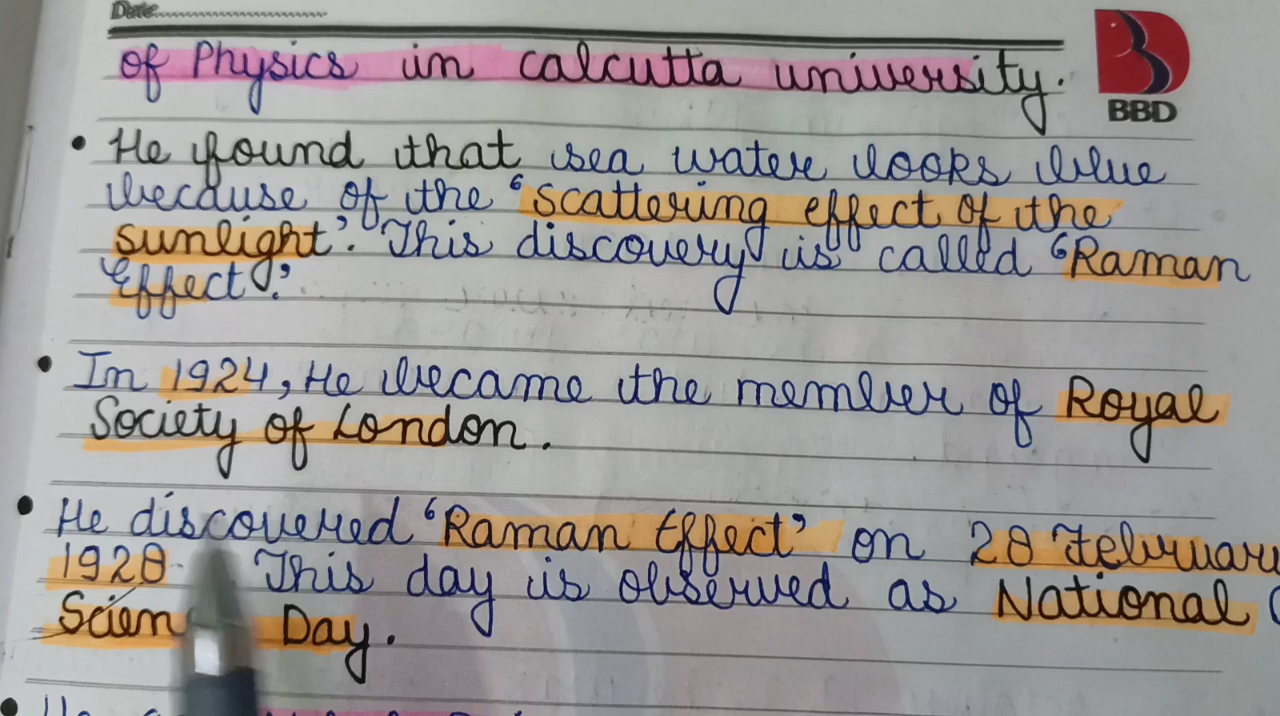 Date
of Physics in calcutta university.
BBD
• He found that sea water looks blue
because of the 'scattering effect of the
sunlight'. This discovery is called 'Raman
Effect'.
• In 1924, He became the member of Royal
Society of London.
• He discovered 'Raman Effect' on 28 February
1928. This day is observed as National
Scien Day.
He